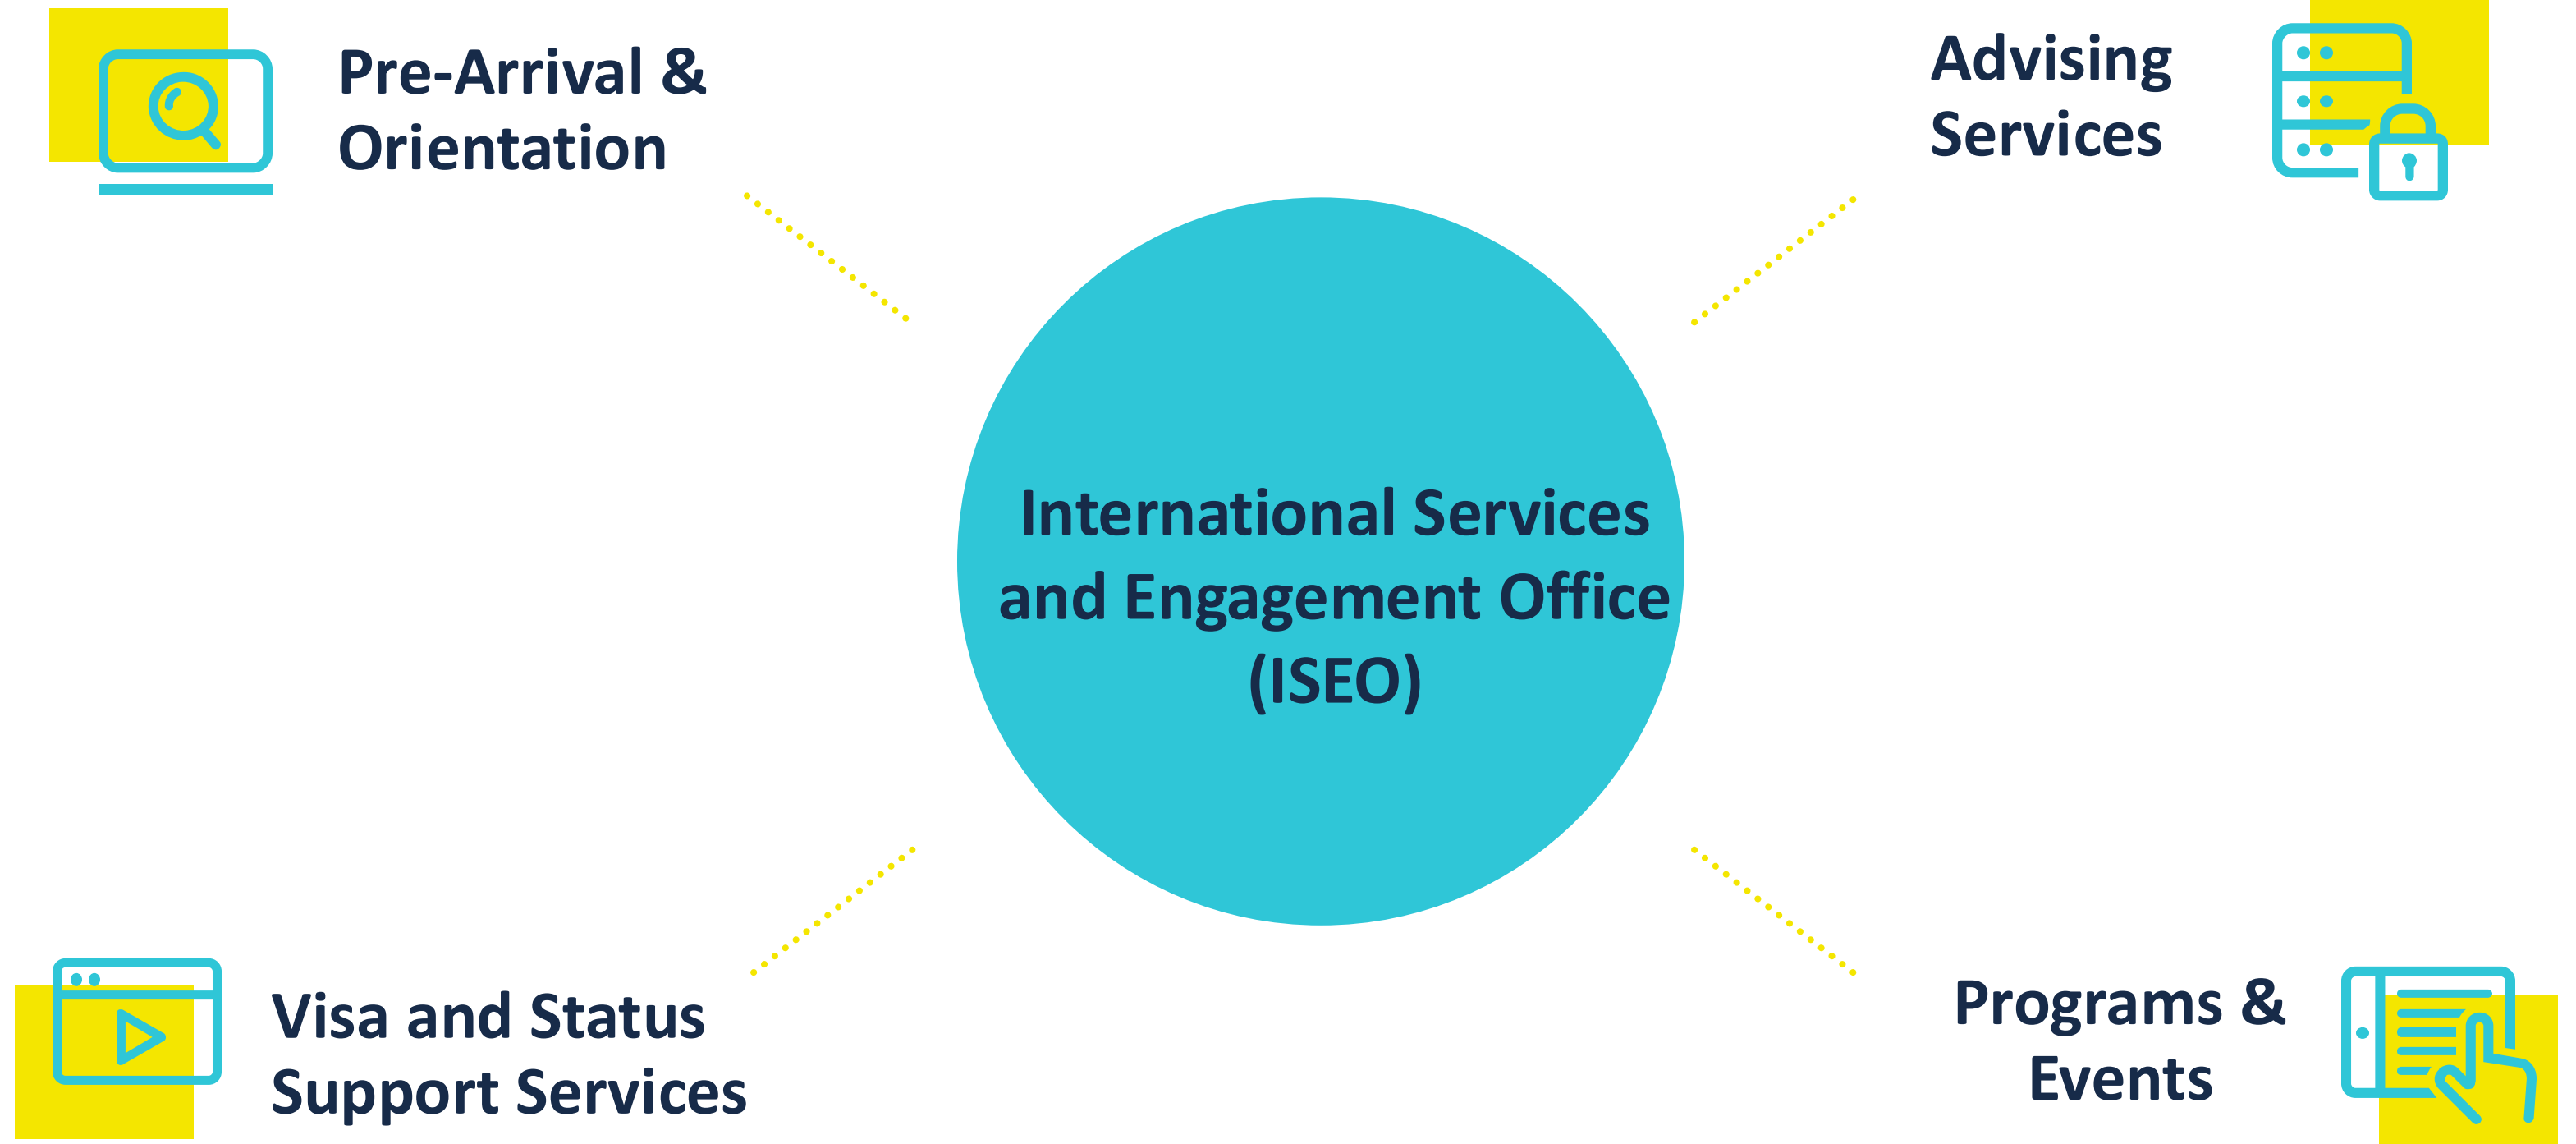 Pre-Arrival &
Orientation
Advising
Services
International Services
and Engagement Office
(ISEO)
Visa and Status
Support Services
Programs &
Events